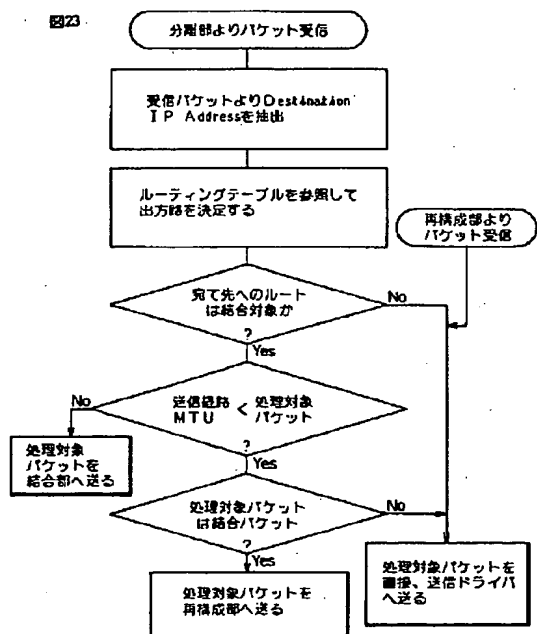 図23
分離部よりパケット受信
受信パケットよりDestination
IP Addressを抽出
ルーティングテーブルを参照して
出方路を決定する
再構成部より
パケット受信
宛て先へのルート
は結合対象か
?
No
Yes
送信経路
MTU
<
処理対象
パケット
?
No
Yes
処理対象
パケットを
結合部へ送る
処理対象パケット
は結合パケット
?
No
Yes
処理対象パケットを
再構成部へ送る
処理対象パケットを
直接、送信ドライバ
へ送る